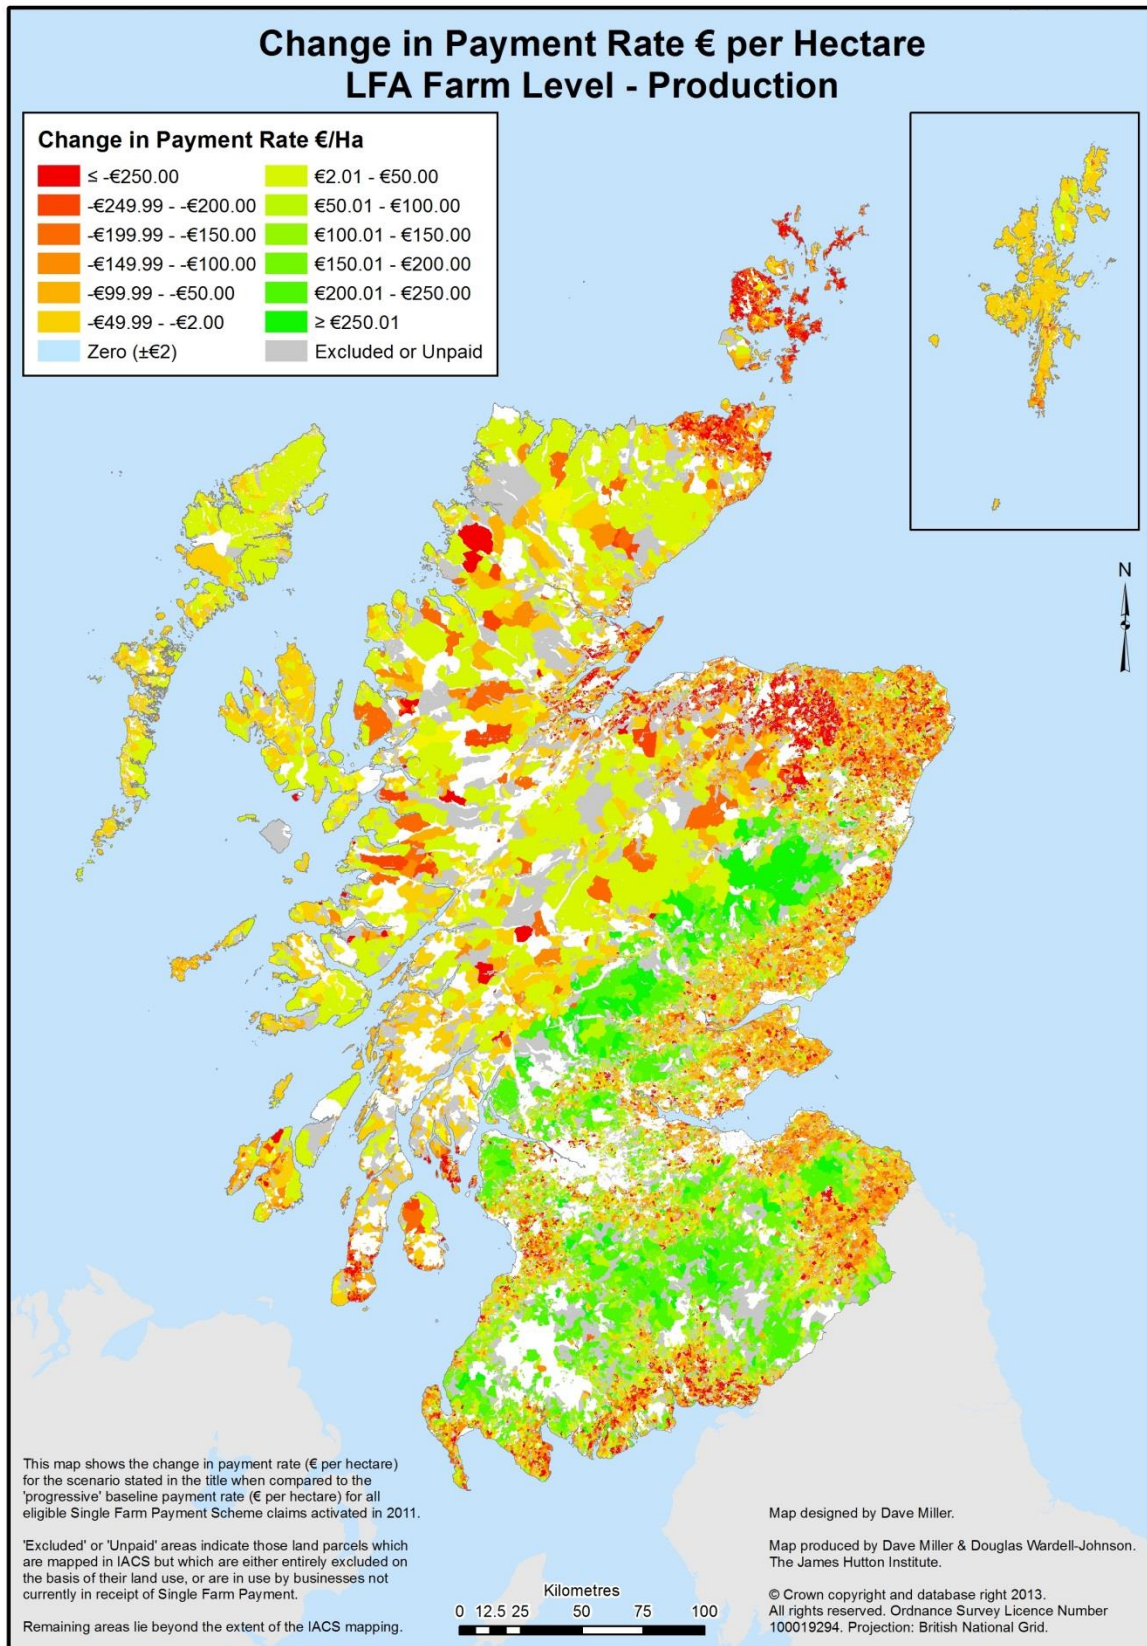 Change in Payment Rate € per Hectare
LFA Farm Level - Production
Change in Payment Rate €/Ha
≤ -€250.00
-€249.99 - -€200.00
-€199.99 - -€150.00
-€149.99 - -€100.00
-€99.99 - -€50.00
-€49.99 - -€2.00
Zero (±€2)
€2.01 - €50.00
€50.01 - €100.00
€100.01 - €150.00
€150.01 - €200.00
€200.01 - €250.00
≥ €250.01
Excluded or Unpaid
N
This map shows the change in payment rate (€ per hectare)
for the scenario stated in the title when compared to the
'progressive' baseline payment rate (€ per hectare) for all
eligible Single Farm Payment Scheme claims activated in 2011.
'Excluded' or 'Unpaid' areas indicate those land parcels which
are mapped in IACS but which are either entirely excluded on
the basis of their land use, or are in use by businesses not
currently in receipt of Single Farm Payment.
Remaining areas lie beyond the extent of the IACS mapping.
Kilometres
0 12.5 25 50 75 100
Map designed by Dave Miller.
Map produced by Dave Miller & Douglas Wardell-Johnson.
The James Hutton Institute.
© Crown copyright and database right 2013.
All rights reserved. Ordnance Survey Licence Number
100019294. Projection: British National Grid.